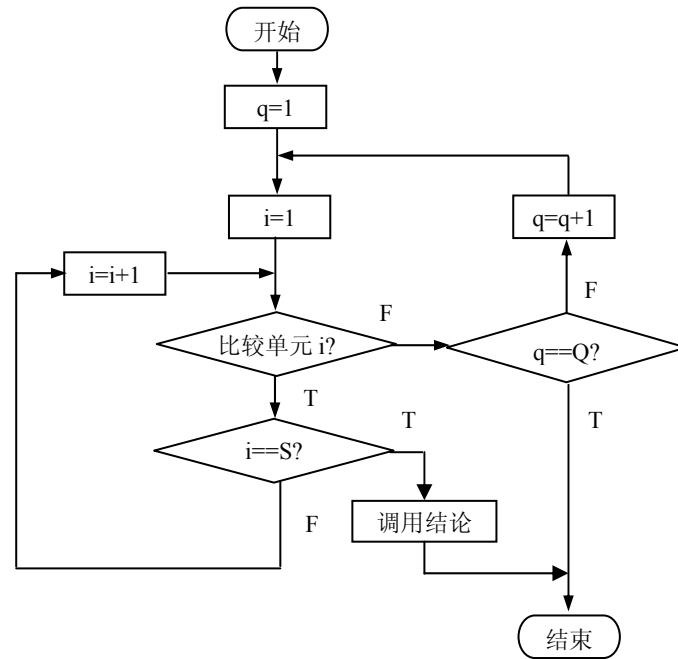 开始
q=1
i=1
q=q+1
i=i+1
F
F
比较单元 i?
q==Q?
T
T
T
i==S?
F
调用结论
结束